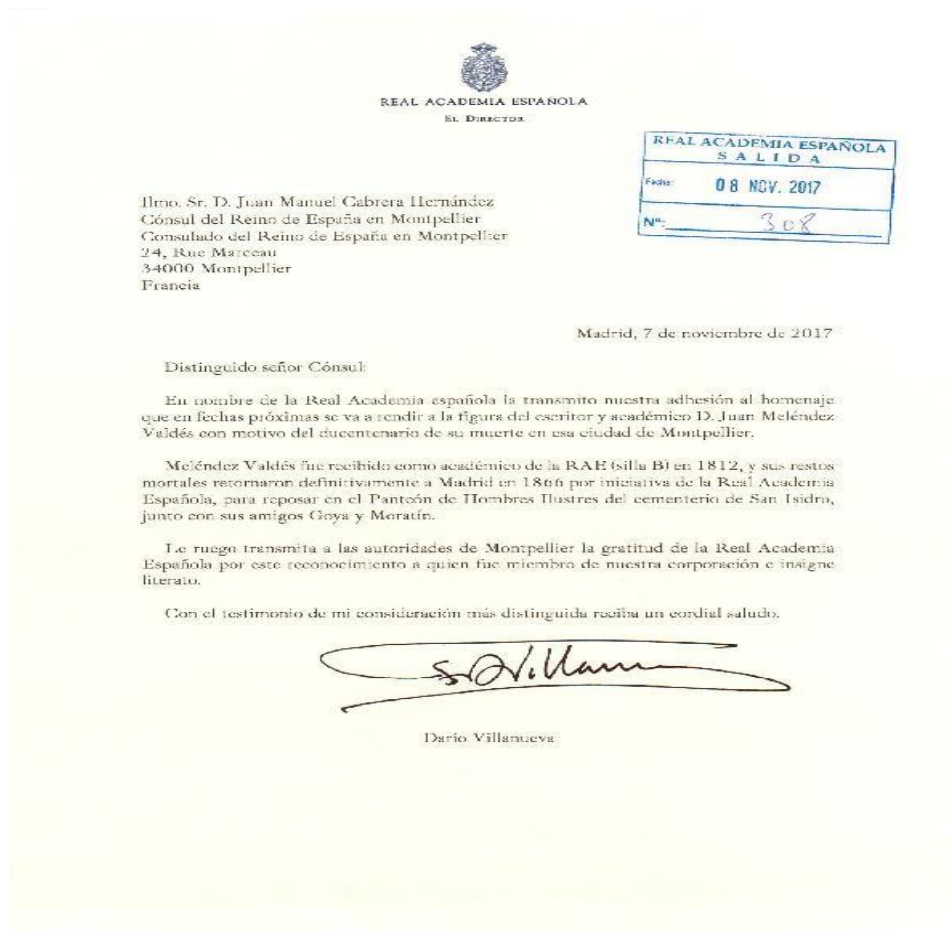 REAL ACADEMIA ESPAÑOLA
EL DIRECTOR
REAL ACADEMIA ESPAÑOLA
SALIDA
Fecha: 08 NOV. 2017
Nº: 308
Ilmo. Sr. D. Juan Manuel Cabrera Hernández
Cónsul del Reino de España en Montpellier
Consulado del Reino de España en Montpellier
24, Rue Marceau
34000 Montpellier
Francia
Madrid, 7 de noviembre de 2017
Distinguido señor Cónsul:
En nombre de la Real Academia española la transmito nuestra adhesión al homenaje
que en fechas próximas se va a rendir a la figura del escritor y académico D. Juan Meléndez
Valdés con motivo del ducentenario de su muerte en esa ciudad de Montpellier.
Meléndez Valdés fue recibido como académico de la RAE (silla B) en 1812, y sus restos
mortales retornaron definitivamente a Madrid en 1866 por iniciativa de la Real Academia
Española, para reposar en el Panteón de Hombres Ilustres del cementerio de San Isidro,
junto con sus amigos Goya y Moratín.
Le ruego transmita a las autoridades de Montpellier la gratitud de la Real Academia
Española por este reconocimiento a quien fue miembro de nuestra corporación e insigne
literato.
Con el testimonio de mi consideración más distinguida reciba un cordial saludo.
Darío Villanueva